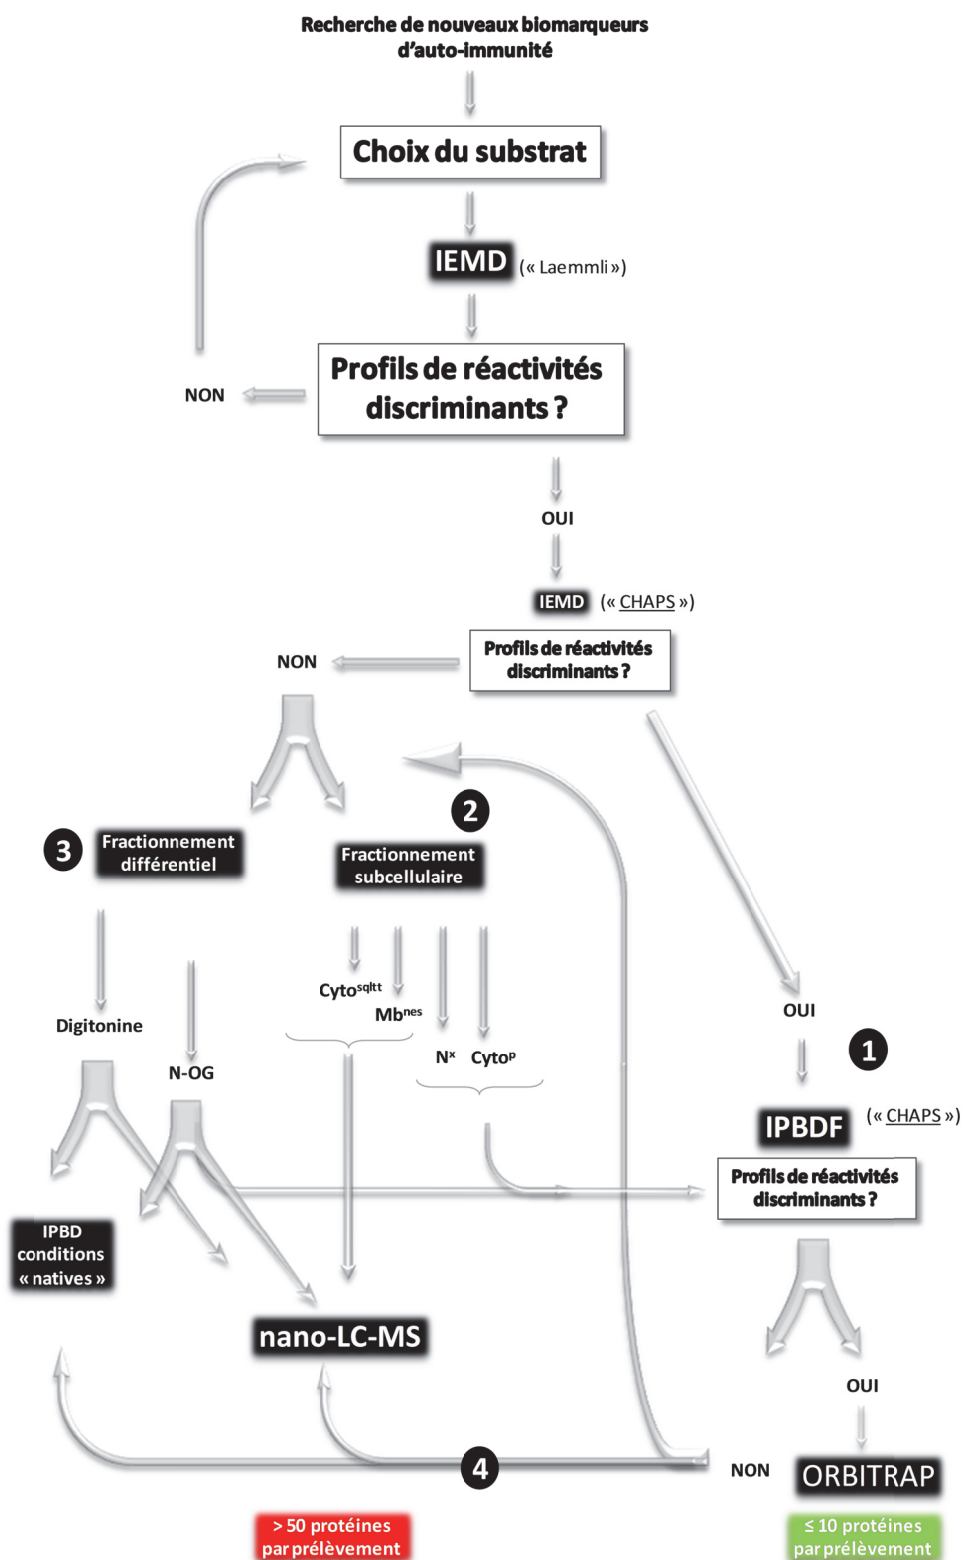 Recherche de nouveaux biomarqueurs
d'auto-immunité
Choix du substrat
IEMD (« Laemmli »)
Profils de réactivités
discriminants ?
NON
OUI
IEMD (« CHAPS »)
Profils de réactivités
discriminants ?
NON
2
3
Fractionnement
différentiel
Fractionnement
subcellulaire
Cytosqltt
Mbnes
OUI
Digitonine
1
Nx Cytop
N-OG
IPBDF (« CHAPS »)
Profils de réactivités
discriminants ?
IPBD
conditions
« natives »
nano-LC-MS
OUI
4
NON
ORBITRAP
> 50 protéines
par prélèvement
≤ 10 protéines
par prélèvement